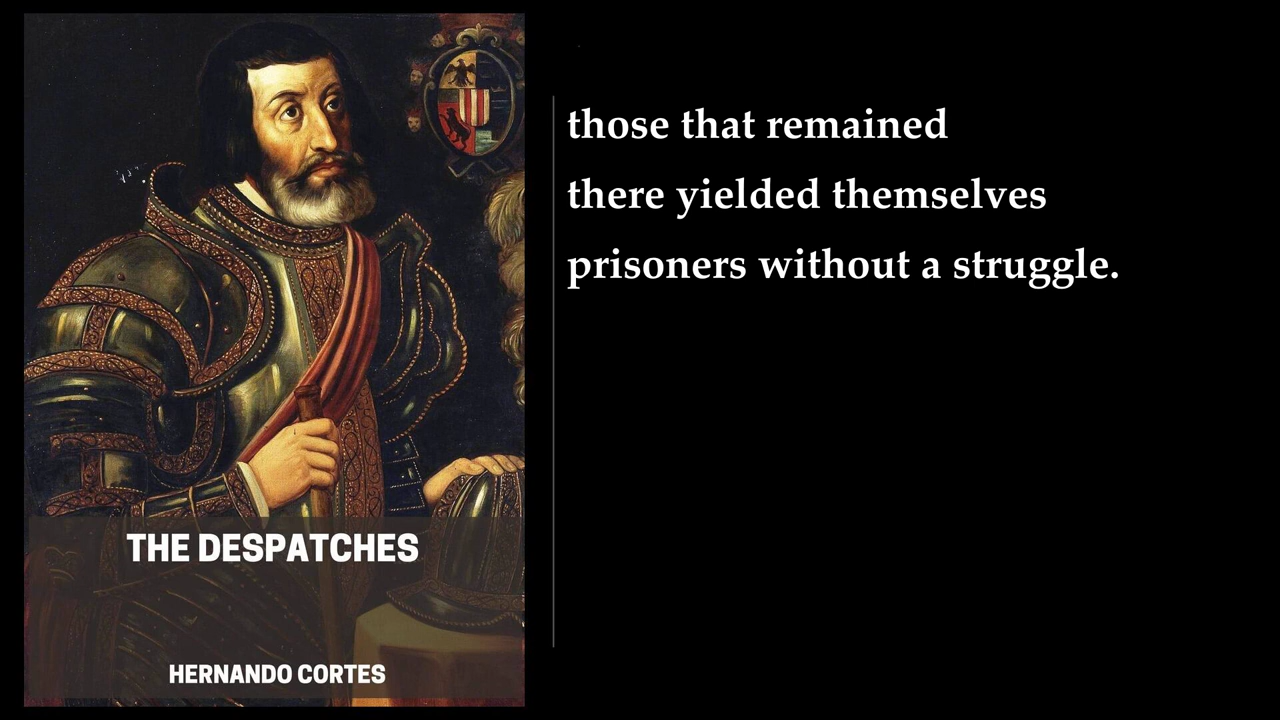 those that remained
there yielded themselves
prisoners without a struggle.
THE DESPATCHES
HERNANDO CORTES